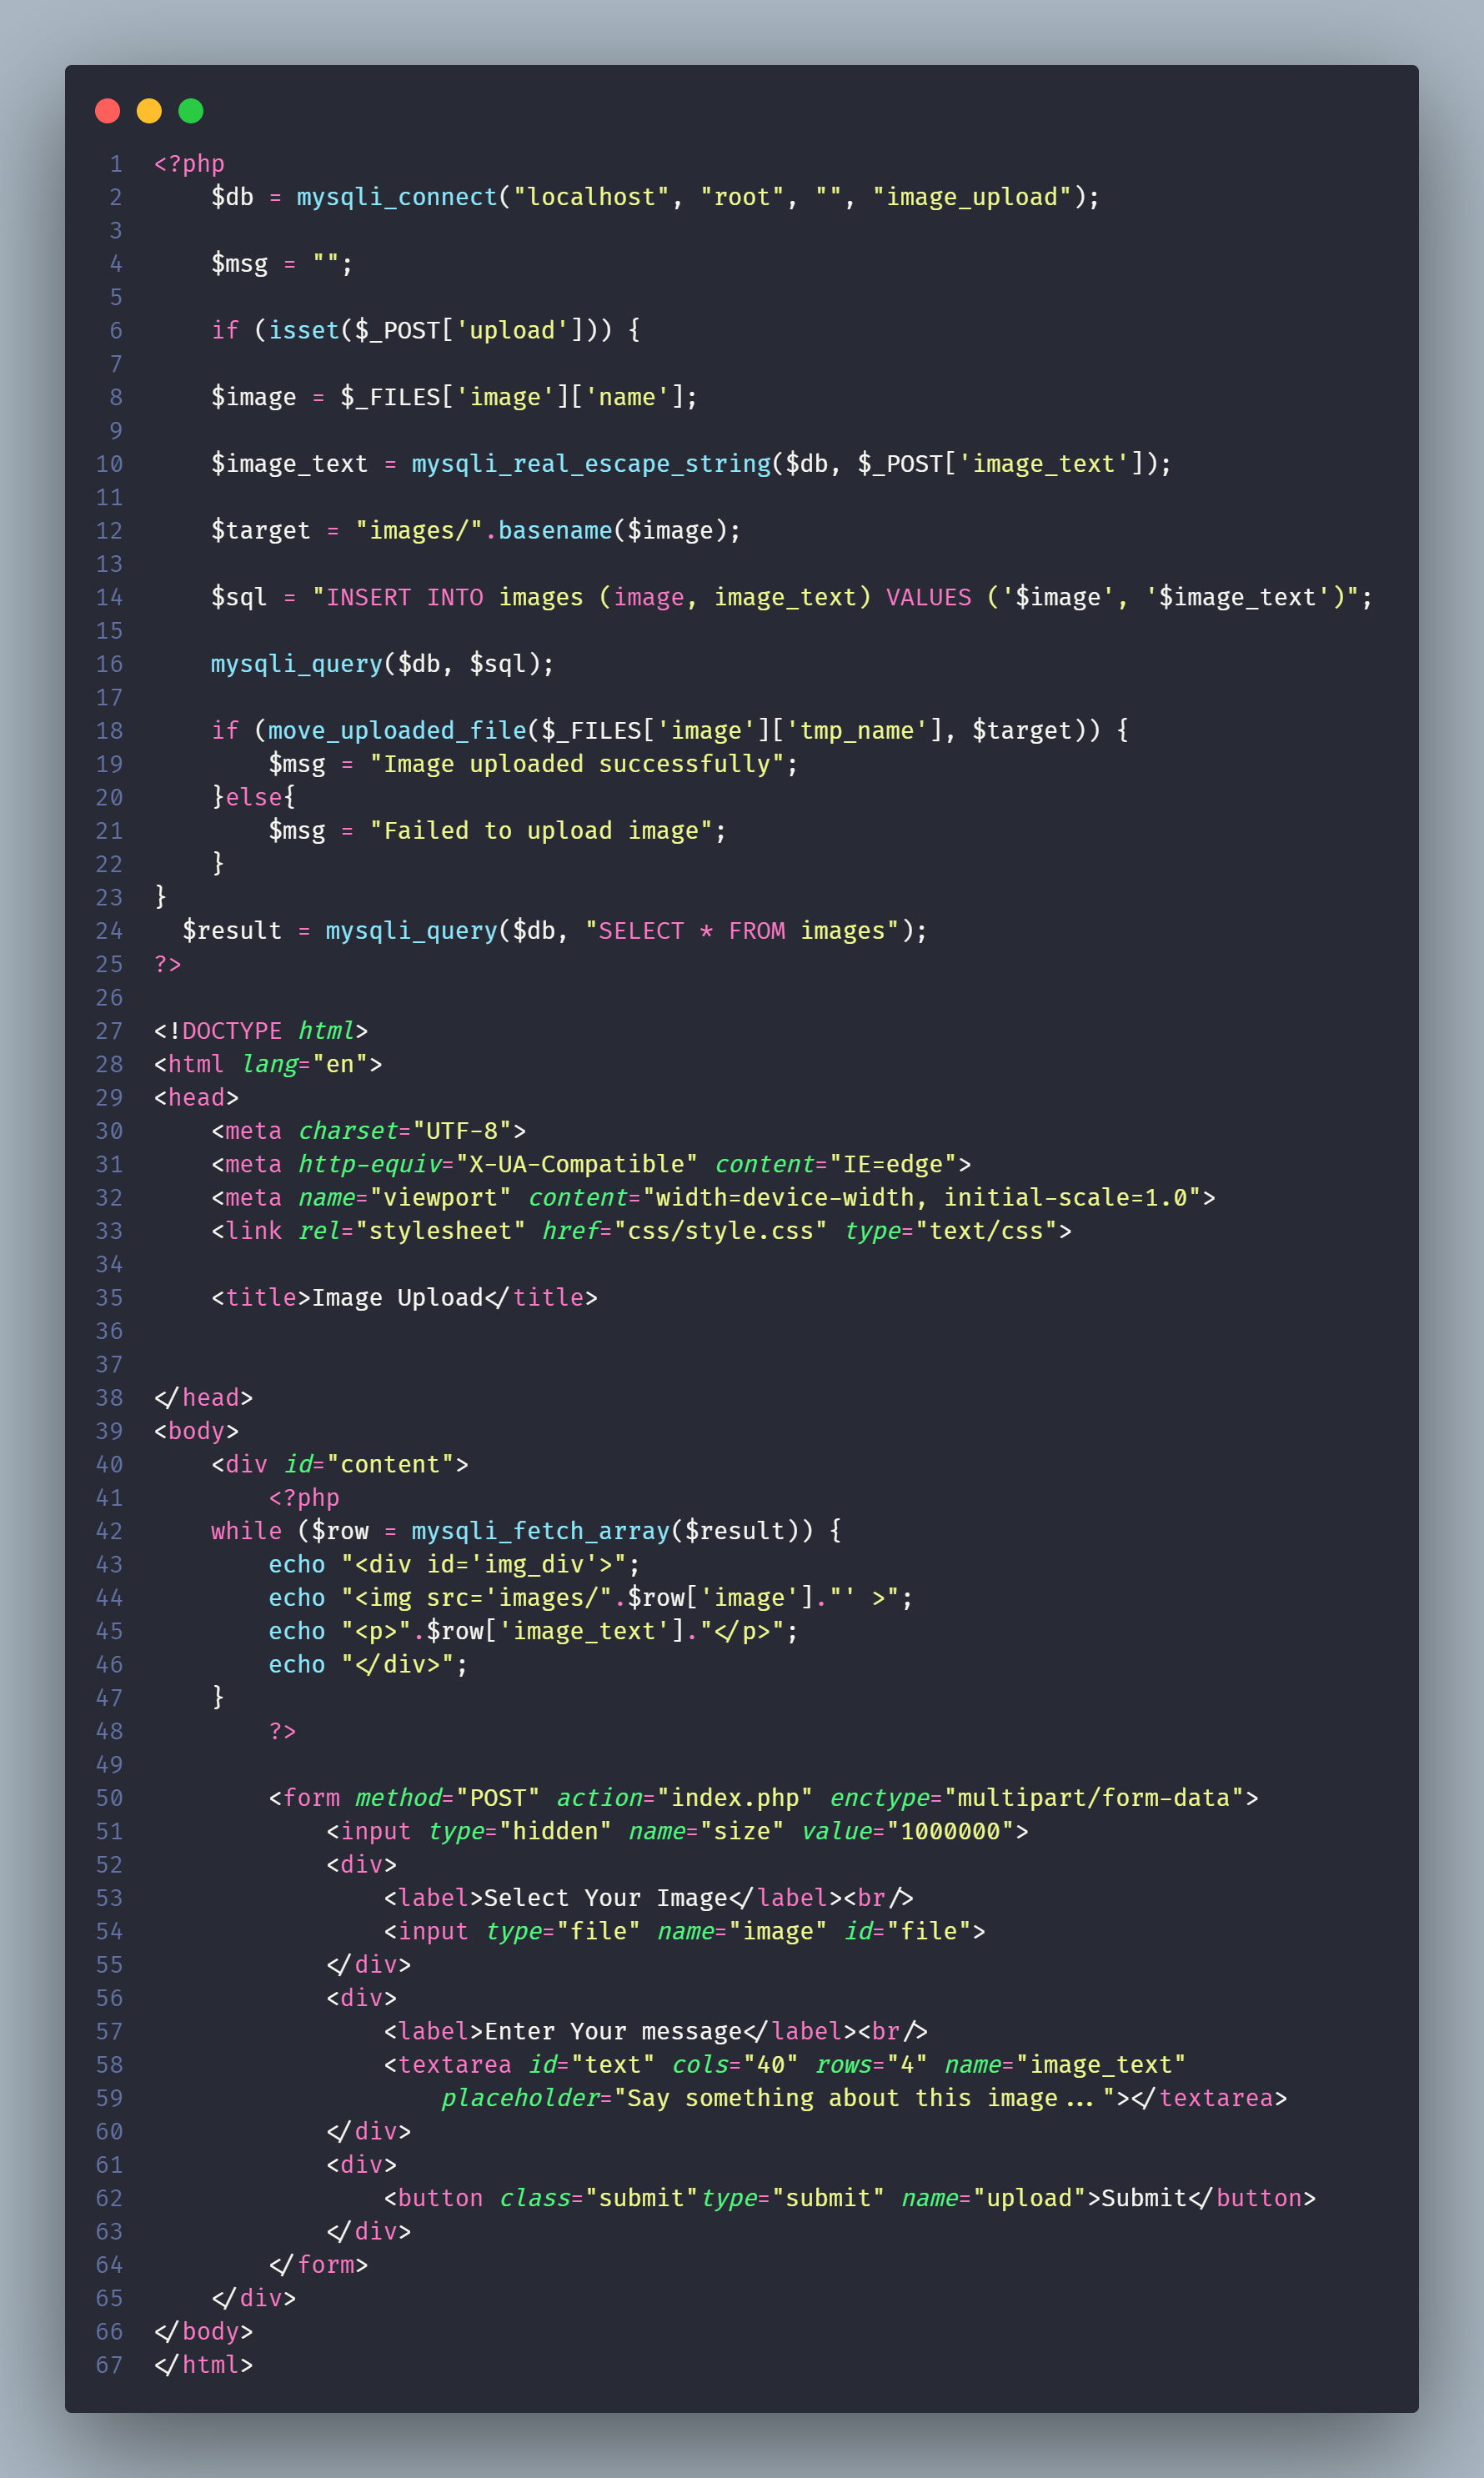 1 <?php
2     $db = mysqli_connect("localhost", "root", "", "image_upload");
3
4     $msg = "";
5
6     if (isset($_POST['upload'])) {
7
8     $image = $_FILES['image']['name'];
9
10     $image_text = mysqli_real_escape_string($db, $_POST['image_text']);
11
12     $target = "images/".basename($image);
13
14     $sql = "INSERT INTO images (image, image_text) VALUES ('$image', '$image_text')";
15
16     mysqli_query($db, $sql);
17
18     if (move_uploaded_file($_FILES['image']['tmp_name'], $target)) {
19         $msg = "Image uploaded successfully";
20     }else{
21         $msg = "Failed to upload image";
22     }
23 }
24   $result = mysqli_query($db, "SELECT * FROM images");
25 ?>
26
27 <!DOCTYPE html>
28 <html lang="en">
29 <head>
30     <meta charset="UTF-8">
31     <meta http-equiv="X-UA-Compatible" content="IE=edge">
32     <meta name="viewport" content="width=device-width, initial-scale=1.0">
33     <link rel="stylesheet" href="css/style.css" type="text/css">
34
35     <title>Image Upload</title>
36
37
38 </head>
39 <body>
40     <div id="content">
41         <?php
42     while ($row = mysqli_fetch_array($result)) {
43         echo "<div id='img_div'>";
44         echo "<img src='images/".$row['image']."' >";
45         echo "<p>".$row['image_text']."</p>";
46         echo "</div>";
47     }
48         ?>
49
50         <form method="POST" action="index.php" enctype="multipart/form-data">
51             <input type="hidden" name="size" value="1000000">
52             <div>
53                 <label>Select Your Image</label><br/>
54                 <input type="file" name="image" id="file">
55             </div>
56             <div>
57                 <label>Enter Your message</label><br/>
58                 <textarea id="text" cols="40" rows="4" name="image_text"
59                     placeholder="Say something about this image..."></textarea>
60             </div>
61             <div>
62                 <button class="submit"type="submit" name="upload">Submit</button>
63             </div>
64         </form>
65     </div>
66 </body>
67 </html>